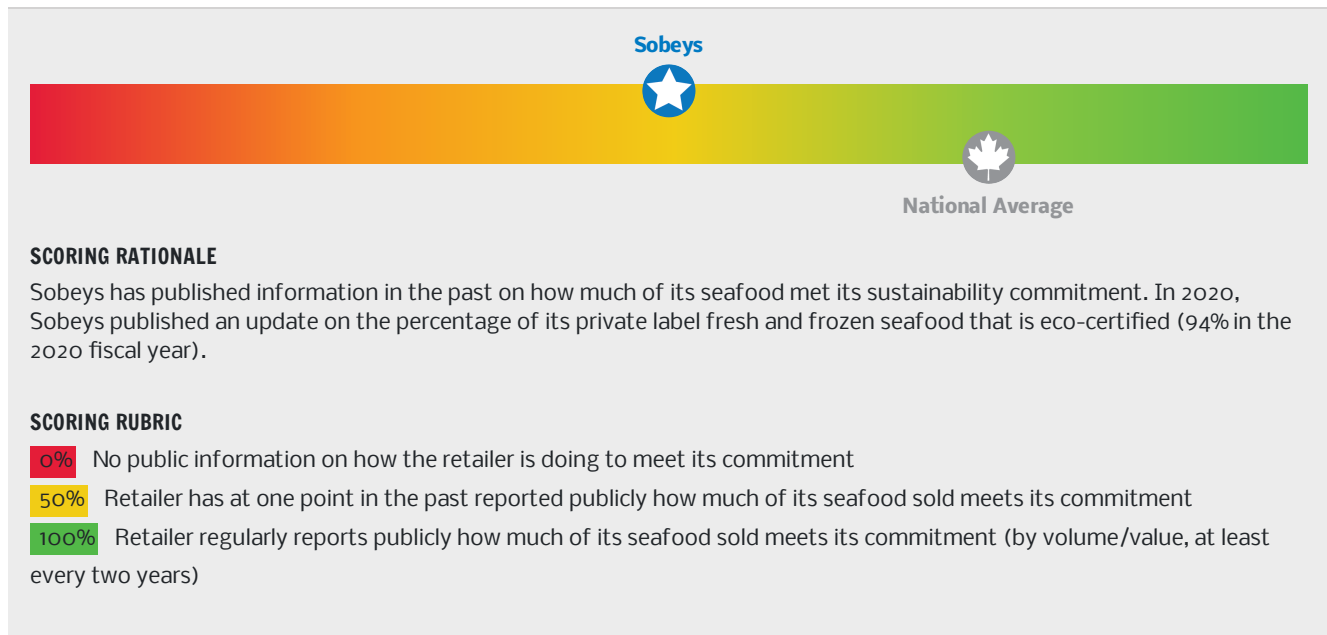 Sobeys
National Average
SCORING RATIONALE
Sobeys has published information in the past on how much of its seafood met its sustainability commitment. In 2020,
Sobeys published an update on the percentage of its private label fresh and frozen seafood that is eco-certified (94% in the
2020 fiscal year).
SCORING RUBRIC
0% No public information on how the retailer is doing to meet its commitment
50% Retailer has at one point in the past reported publicly how much of its seafood sold meets its commitment
100% Retailer regularly reports publicly how much of its seafood sold meets its commitment (by volume/value, at least
every two years)